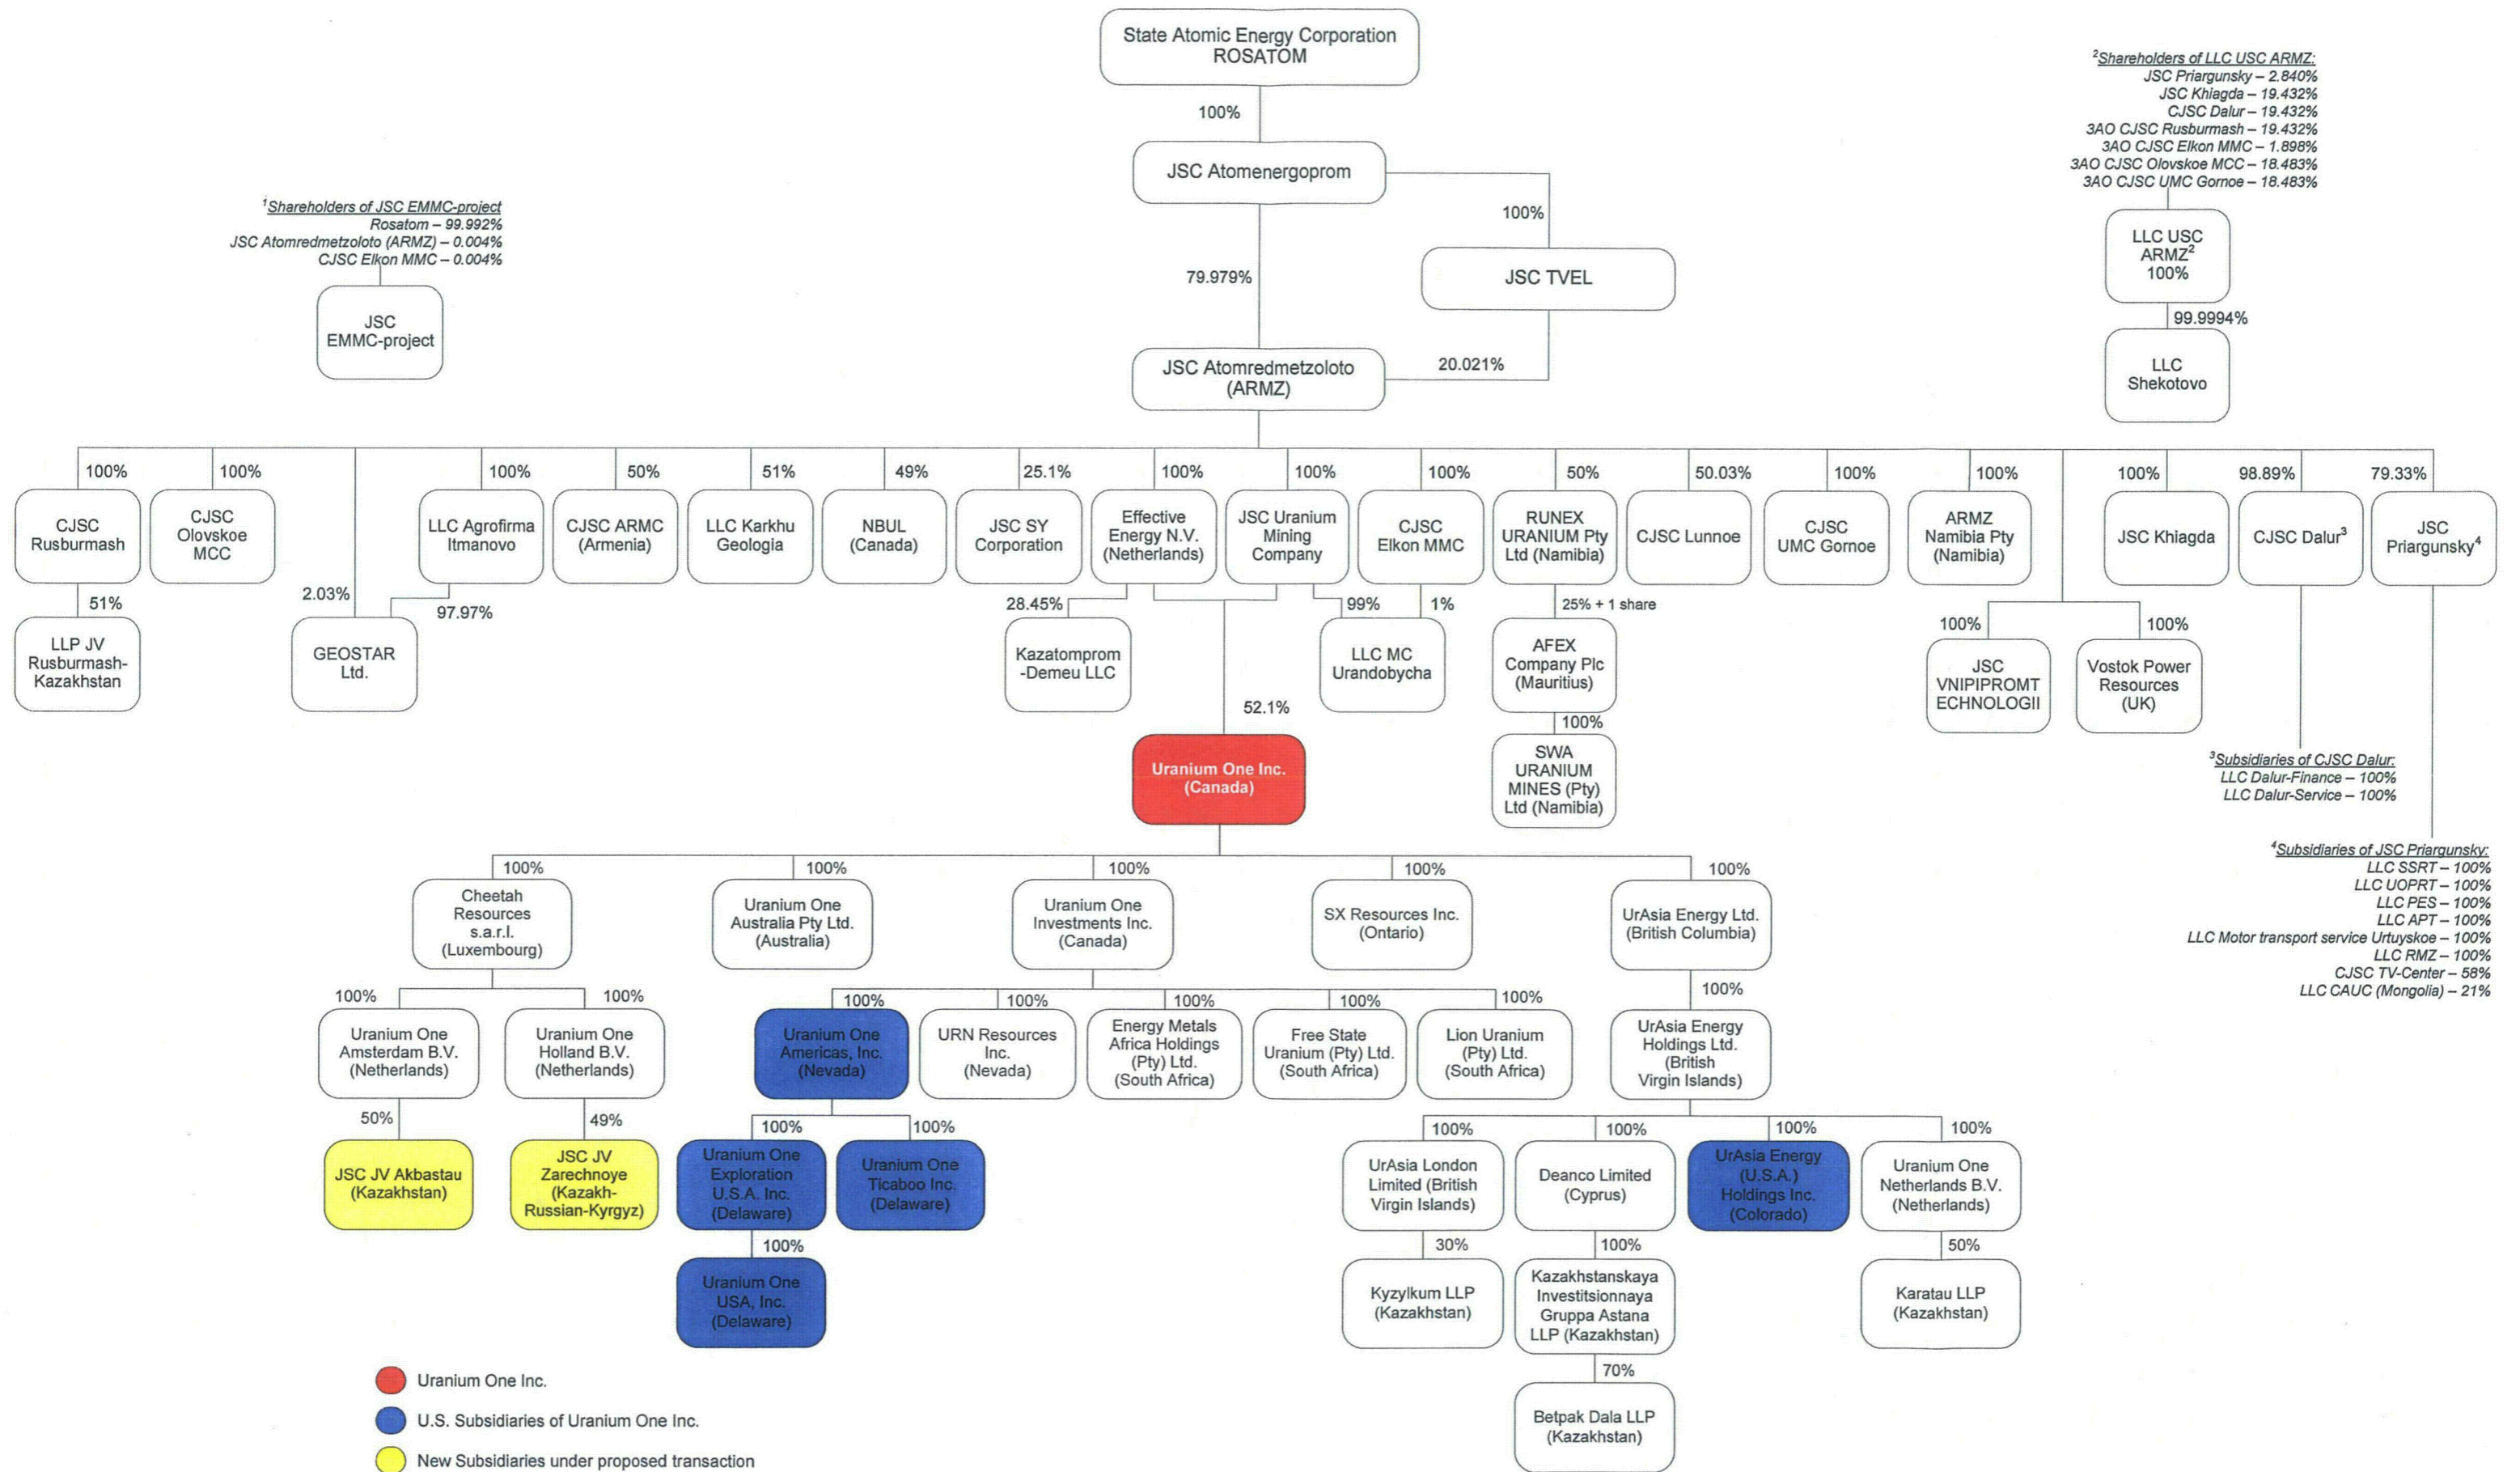 State Atomic Energy Corporation
ROSATOM
100%
JSC Atomenergoprom
100%
79.979%
JSC TVEL
20.021%
JSC Atomredmetzoloto
(ARMZ)
¹Shareholders of JSC EMMC-project
Rosatom – 99.992%
JSC Atomredmetzoloto (ARMZ) – 0.004%
CJSC Elkon MMC – 0.004%
JSC
EMMC-project
²Shareholders of LLC USC ARMZ:
JSC Priargunsky – 2.840%
JSC Khiagda – 19.432%
CJSC Dalur – 19.432%
3AO CJSC Rusburmash – 19.432%
3AO CJSC Elkon MMC – 1.898%
3AO CJSC Olovskoe MCC – 18.483%
3AO CJSC UMC Gornoe – 18.483%
LLC USC
ARMZ²
100%
99.9994%
LLC
Shekotovo
100%
CJSC
Rusburmash
51%
LLP JV
Rusburmash-
Kazakhstan
100%
CJSC
Olovskoe
MCC
2.03%
GEOSTAR
Ltd.
100%
LLC Agrofirma
Itmanovo
97.97%
50%
CJSC ARMC
(Armenia)
51%
LLC Karkhu
Geologia
49%
NBUL
(Canada)
25.1%
JSC SY
Corporation
100%
Effective
Energy N.V.
(Netherlands)
28.45%
Kazatomprom
-Demeu LLC
100%
JSC Uranium
Mining
Company
99%
100%
CJSC
Elkon MMC
1%
LLC MC
Urandobycha
50%
RUNEX
URANIUM Pty
Ltd (Namibia)
25% + 1 share
AFEX
Company Plc
(Mauritius)
100%
SWA
URANIUM
MINES (Pty)
Ltd (Namibia)
50.03%
CJSC Lunnoe
100%
CJSC
UMC Gornoe
100%
ARMZ
Namibia Pty
(Namibia)
100%
JSC
VNIPIPROMT
ECHNOLOGII
100%
Vostok Power
Resources
(UK)
100%
JSC Khiagda
98.89%
CJSC Dalur³
79.33%
JSC
Priargunsky⁴
³Subsidiaries of CJSC Dalur:
LLC Dalur-Finance – 100%
LLC Dalur-Service – 100%
⁴Subsidiaries of JSC Priargunsky:
LLC SSRT – 100%
LLC UOPRT – 100%
LLC PES – 100%
LLC APT – 100%
LLC Motor transport service Urtuyskoe – 100%
LLC RMZ – 100%
CJSC TV-Center – 58%
LLC CAUC (Mongolia) – 21%
52.1%
Uranium One Inc.
(Canada)
100%
Cheetah
Resources
s.a.r.l.
(Luxembourg)
100%
Uranium One
Australia Pty Ltd.
(Australia)
100%
Uranium One
Investments Inc.
(Canada)
100%
SX Resources Inc.
(Ontario)
100%
UrAsia Energy Ltd.
(British Columbia)
100%
Uranium One
Amsterdam B.V.
(Netherlands)
100%
Uranium One
Holland B.V.
(Netherlands)
100%
Uranium One
Americas, Inc.
(Nevada)
100%
URN Resources
Inc.
(Nevada)
100%
Energy Metals
Africa Holdings
(Pty) Ltd.
(South Africa)
100%
Free State
Uranium (Pty) Ltd.
(South Africa)
100%
Lion Uranium
(Pty) Ltd.
(South Africa)
100%
UrAsia Energy
Holdings Ltd.
(British
Virgin Islands)
50%
JSC JV Akbastau
(Kazakhstan)
49%
JSC JV
Zarechnoye
(Kazakh-
Russian-Kyrgyz)
100%
Uranium One
Exploration
U.S.A. Inc.
(Delaware)
100%
Uranium One
Ticaboo Inc.
(Delaware)
100%
Uranium One
USA, Inc.
(Delaware)
100%
UrAsia London
Limited (British
Virgin Islands)
100%
Deanco Limited
(Cyprus)
100%
UrAsia Energy
(U.S.A.)
Holdings Inc.
(Colorado)
100%
Uranium One
Netherlands B.V.
(Netherlands)
30%
Kyzylkum LLP
(Kazakhstan)
100%
Kazakhstanskaya
Investitsionnaya
Gruppa Astana
LLP (Kazakhstan)
50%
Karatau LLP
(Kazakhstan)
70%
Betpak Dala LLP
(Kazakhstan)
Uranium One Inc.
U.S. Subsidiaries of Uranium One Inc.
New Subsidiaries under proposed transaction